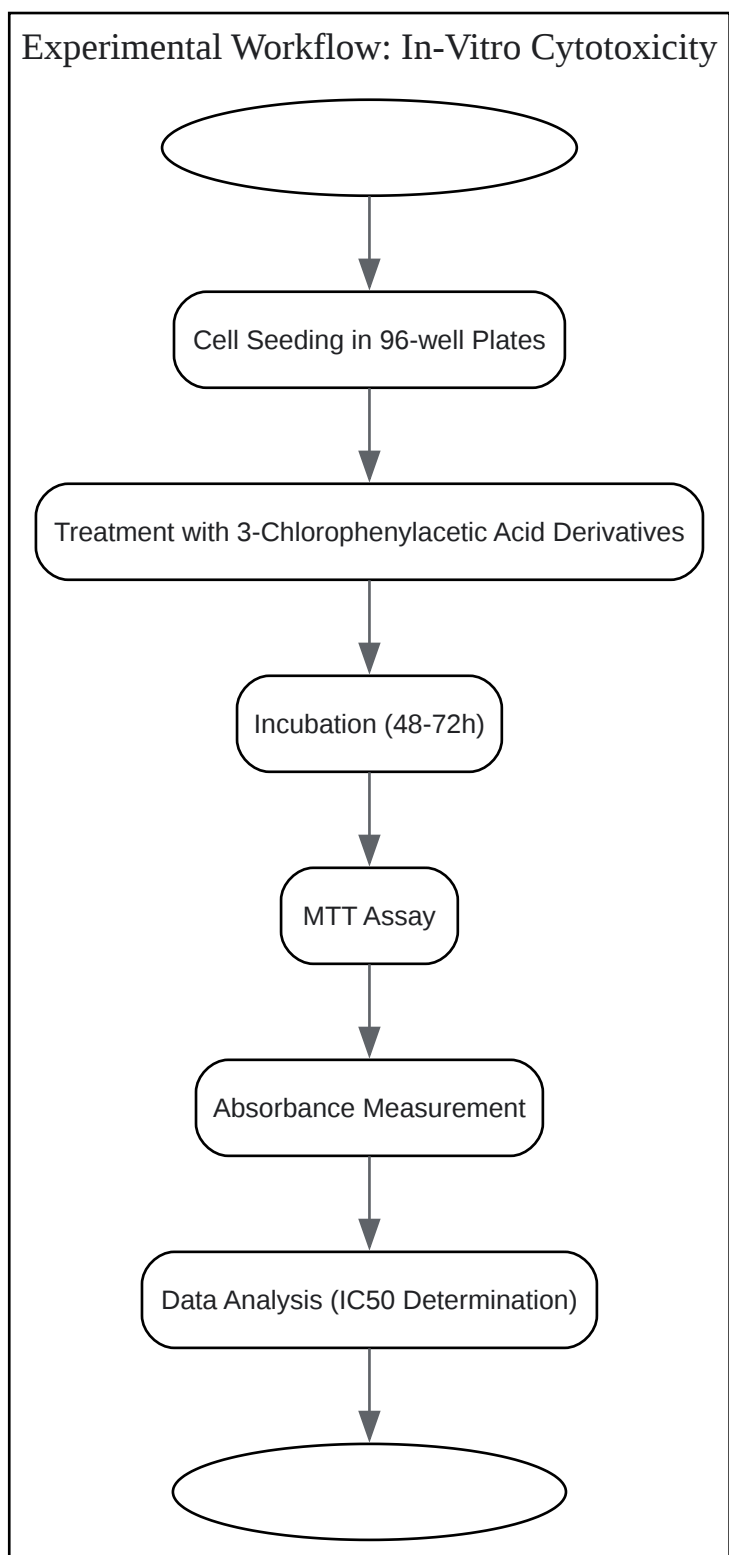 Experimental Workflow: In-Vitro Cytotoxicity
Cell Seeding in 96-well Plates
Treatment with 3-Chlorophenylacetic Acid Derivatives
Incubation (48-72h)
MTT Assay
Absorbance Measurement
Data Analysis (IC50 Determination)